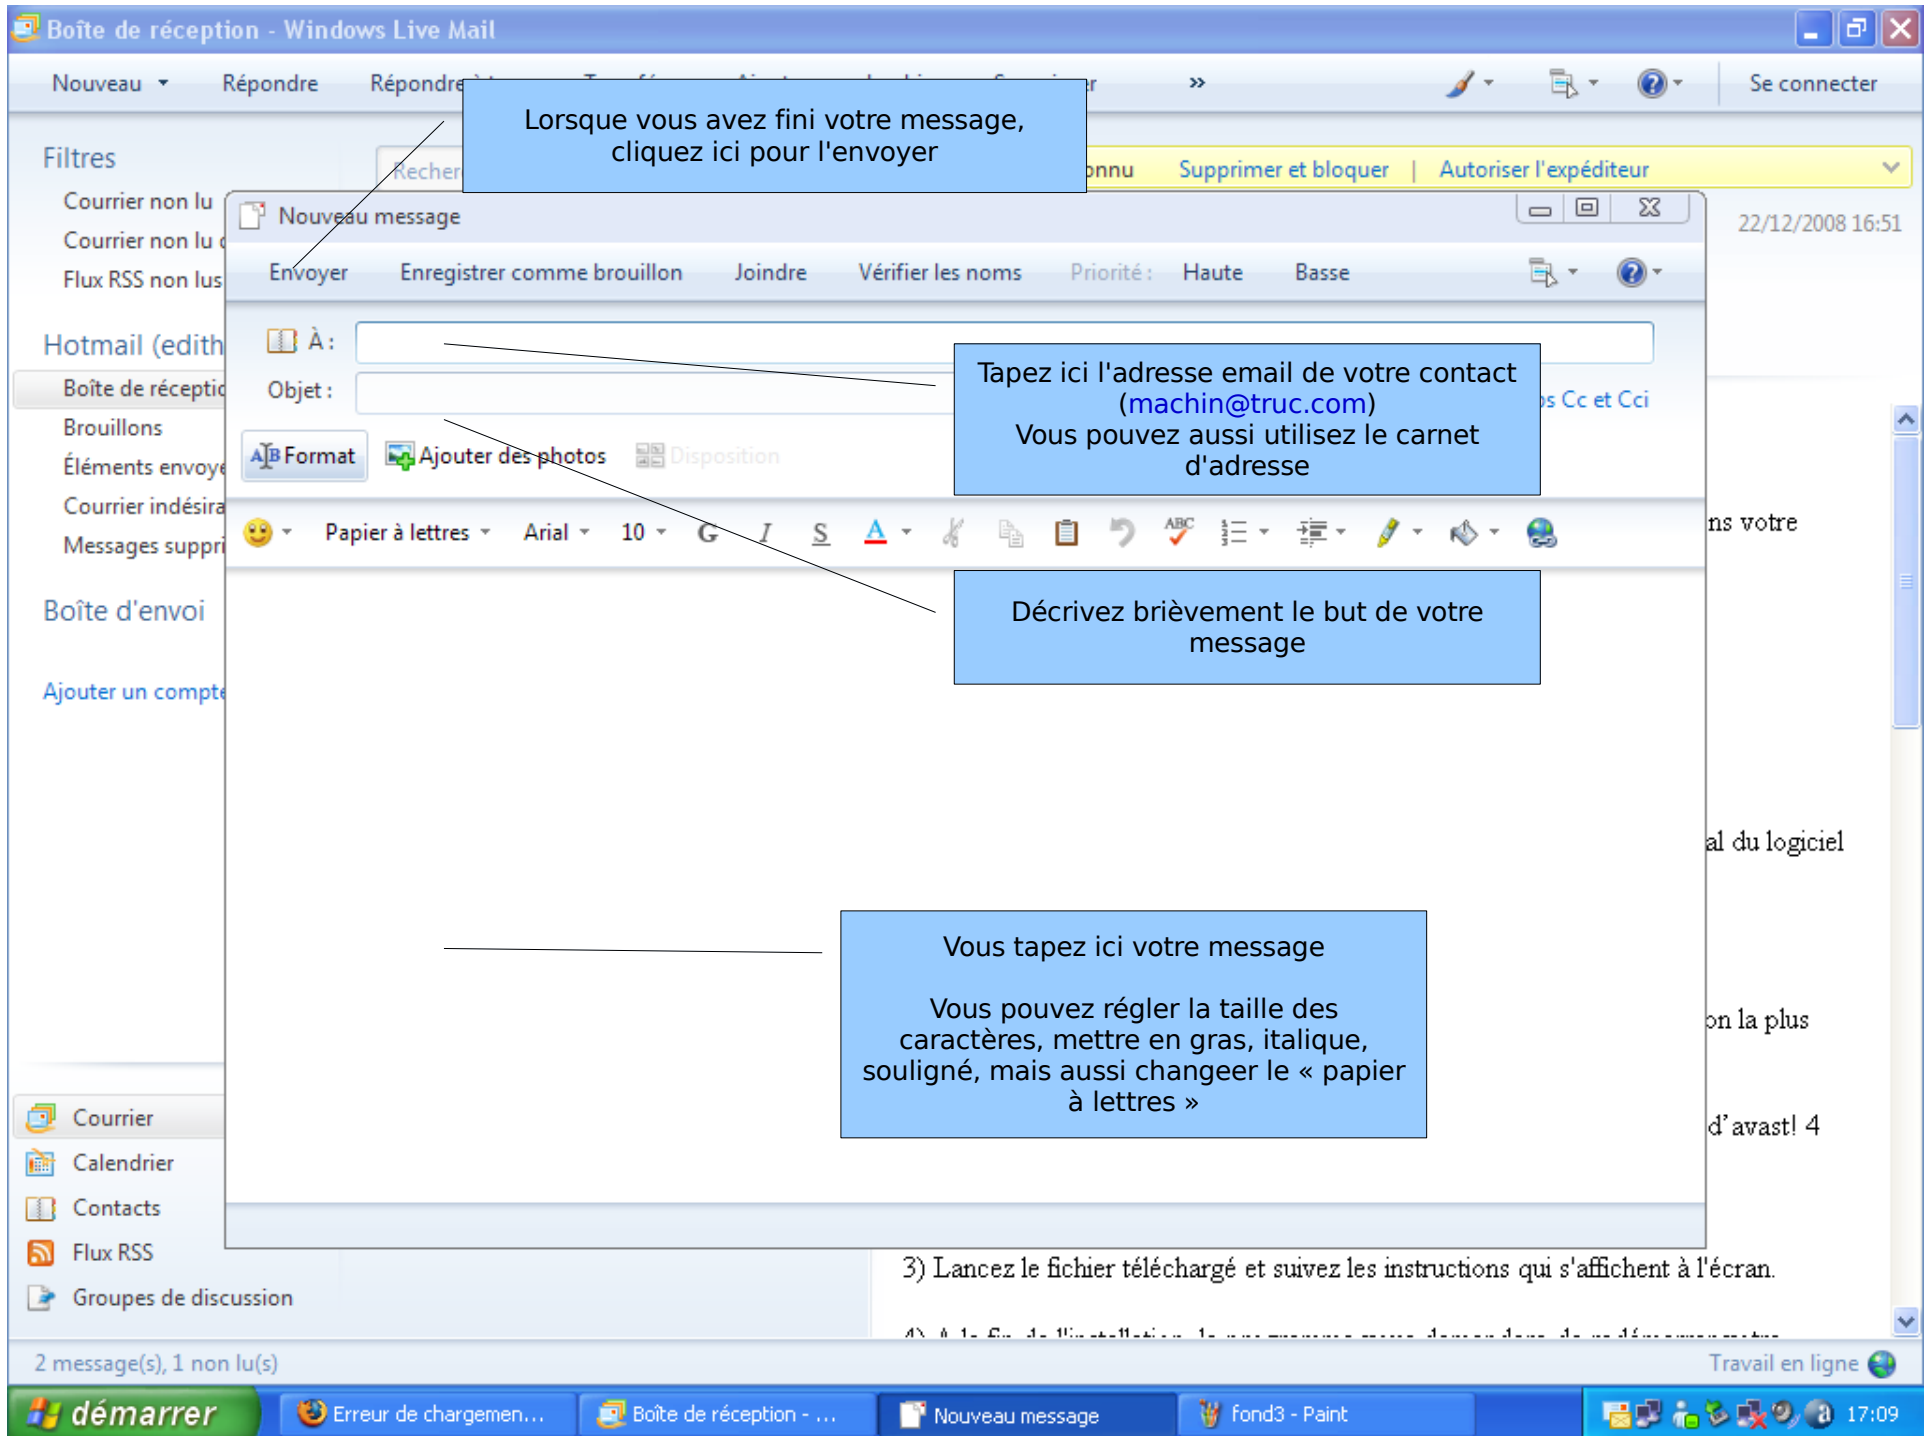 Boîte de réception - Windows Live Mail
Nouveau Répondre Répondre » Se connecter
Lorsque vous avez fini votre message,
cliquez ici pour l'envoyer
Filtres
Supprimer et bloquer | Autoriser l'expéditeur
Courrier non lu
Courrier non lu
Flux RSS non lus
22/12/2008 16:51
Nouveau message
Envoyer Enregistrer comme brouillon Joindre Vérifier les noms Priorité : Haute Basse
Hotmail (edith
À :
Objet :
Tapez ici l'adresse email de votre contact
(machin@truc.com)
Vous pouvez aussi utilisez le carnet
d'adresse
Cc et Cci
Boîte de réceptio
Brouillons
Éléments envoyé
Courrier indésira
Messages suppri
Format Ajouter des photos Disposition
Papier à lettres Arial 10 G I S A ABC
ns votre
Décrivez brièvement le but de votre
message
Boîte d'envoi
Ajouter un compte
al du logiciel
Vous tapez ici votre message
Vous pouvez régler la taille des
caractères, mettre en gras, italique,
souligné, mais aussi changeer le « papier
à lettres »
on la plus
d'avast! 4
Courrier
Calendrier
Contacts
Flux RSS
Groupes de discussion
3) Lancez le fichier téléchargé et suivez les instructions qui s'affichent à l'écran.
2 message(s), 1 non lu(s)
Travail en ligne
démarrer Erreur de chargemen... Boîte de réception - ... Nouveau message fond3 - Paint 17:09